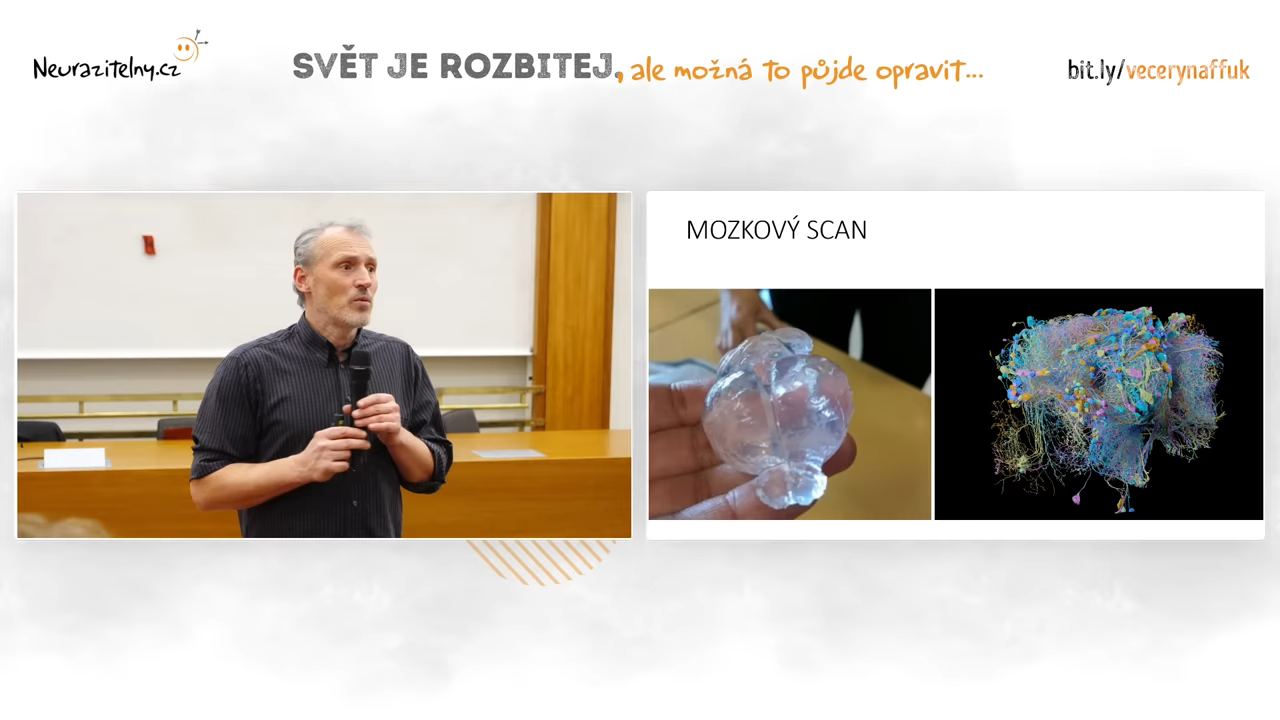 Neurazitelny.cz
SVĚT JE ROZBITEJ, ale možná to půjde opravit...
bit.ly/vecerynaffuk
MOZKOVÝ SCAN